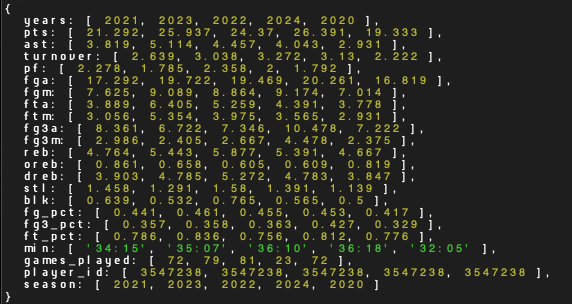 {
years: [ 2021, 2023, 2022, 2024, 2020 ],
pts: [ 21.292, 25.937, 24.37, 26.391, 19.333 ],
ast: [ 3.819, 5.114, 4.457, 4.043, 2.931 ],
turnover: [ 2.639, 3.038, 3.272, 3.13, 2.222 ],
pf: [ 2.278, 1.785, 2.358, 2, 1.792 ],
fga: [ 17.292, 19.722, 19.469, 20.261, 16.819 ],
fgm: [ 7.625, 9.089, 8.864, 9.174, 7.014 ],
fta: [ 3.889, 6.405, 5.259, 4.391, 3.778 ],
ftm: [ 3.056, 5.354, 3.975, 3.565, 2.931 ],
fg3a: [ 8.361, 6.722, 7.346, 10.478, 7.222 ],
fg3m: [ 2.986, 2.405, 2.667, 4.478, 2.375 ],
reb: [ 4.764, 5.443, 5.877, 5.391, 4.667 ],
oreb: [ 0.861, 0.658, 0.605, 0.609, 0.819 ],
dreb: [ 3.903, 4.785, 5.272, 4.783, 3.847 ],
stl: [ 1.458, 1.291, 1.58, 1.391, 1.139 ],
blk: [ 0.639, 0.532, 0.765, 0.565, 0.5 ],
fg_pct: [ 0.441, 0.461, 0.455, 0.453, 0.417 ],
fg3_pct: [ 0.357, 0.358, 0.363, 0.427, 0.329 ],
ft_pct: [ 0.786, 0.836, 0.756, 0.812, 0.776 ],
min: [ '34:15', '35:07', '36:10', '36:18', '32:05' ],
games_played: [ 72, 79, 81, 23, 72 ],
player_id: [ 3547238, 3547238, 3547238, 3547238, 3547238 ],
season: [ 2021, 2023, 2022, 2024, 2020 ]
}